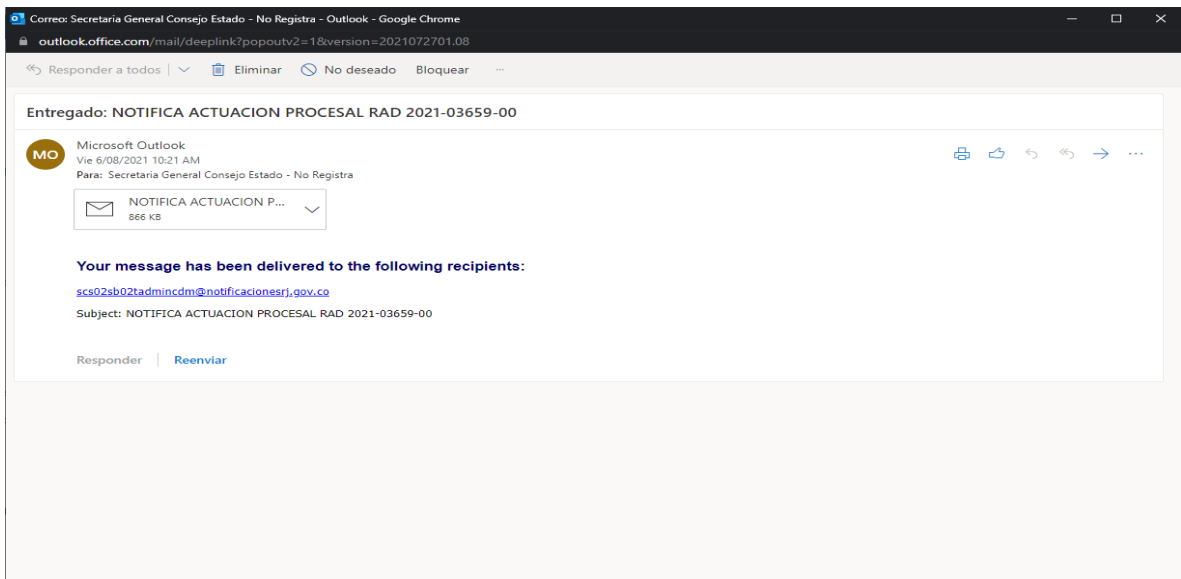 Correo: Secretaria General Consejo Estado - No Registra - Outlook - Google Chrome
outlook.office.com/mail/deeplink?popoutv2=1&version=2021072701.08
Responder a todos Eliminar No deseado Bloquear ...
Entregado: NOTIFICA ACTUACION PROCESAL RAD 2021-03659-00
MO
Microsoft Outlook
Vie 6/08/2021 10:21 AM
Para: Secretaria General Consejo Estado - No Registra
NOTIFICA ACTUACION P...
866 KB
Your message has been delivered to the following recipients:
scs02sb02tadmincdm@notificacionesrj.gov.co
Subject: NOTIFICA ACTUACION PROCESAL RAD 2021-03659-00
Responder Reenviar